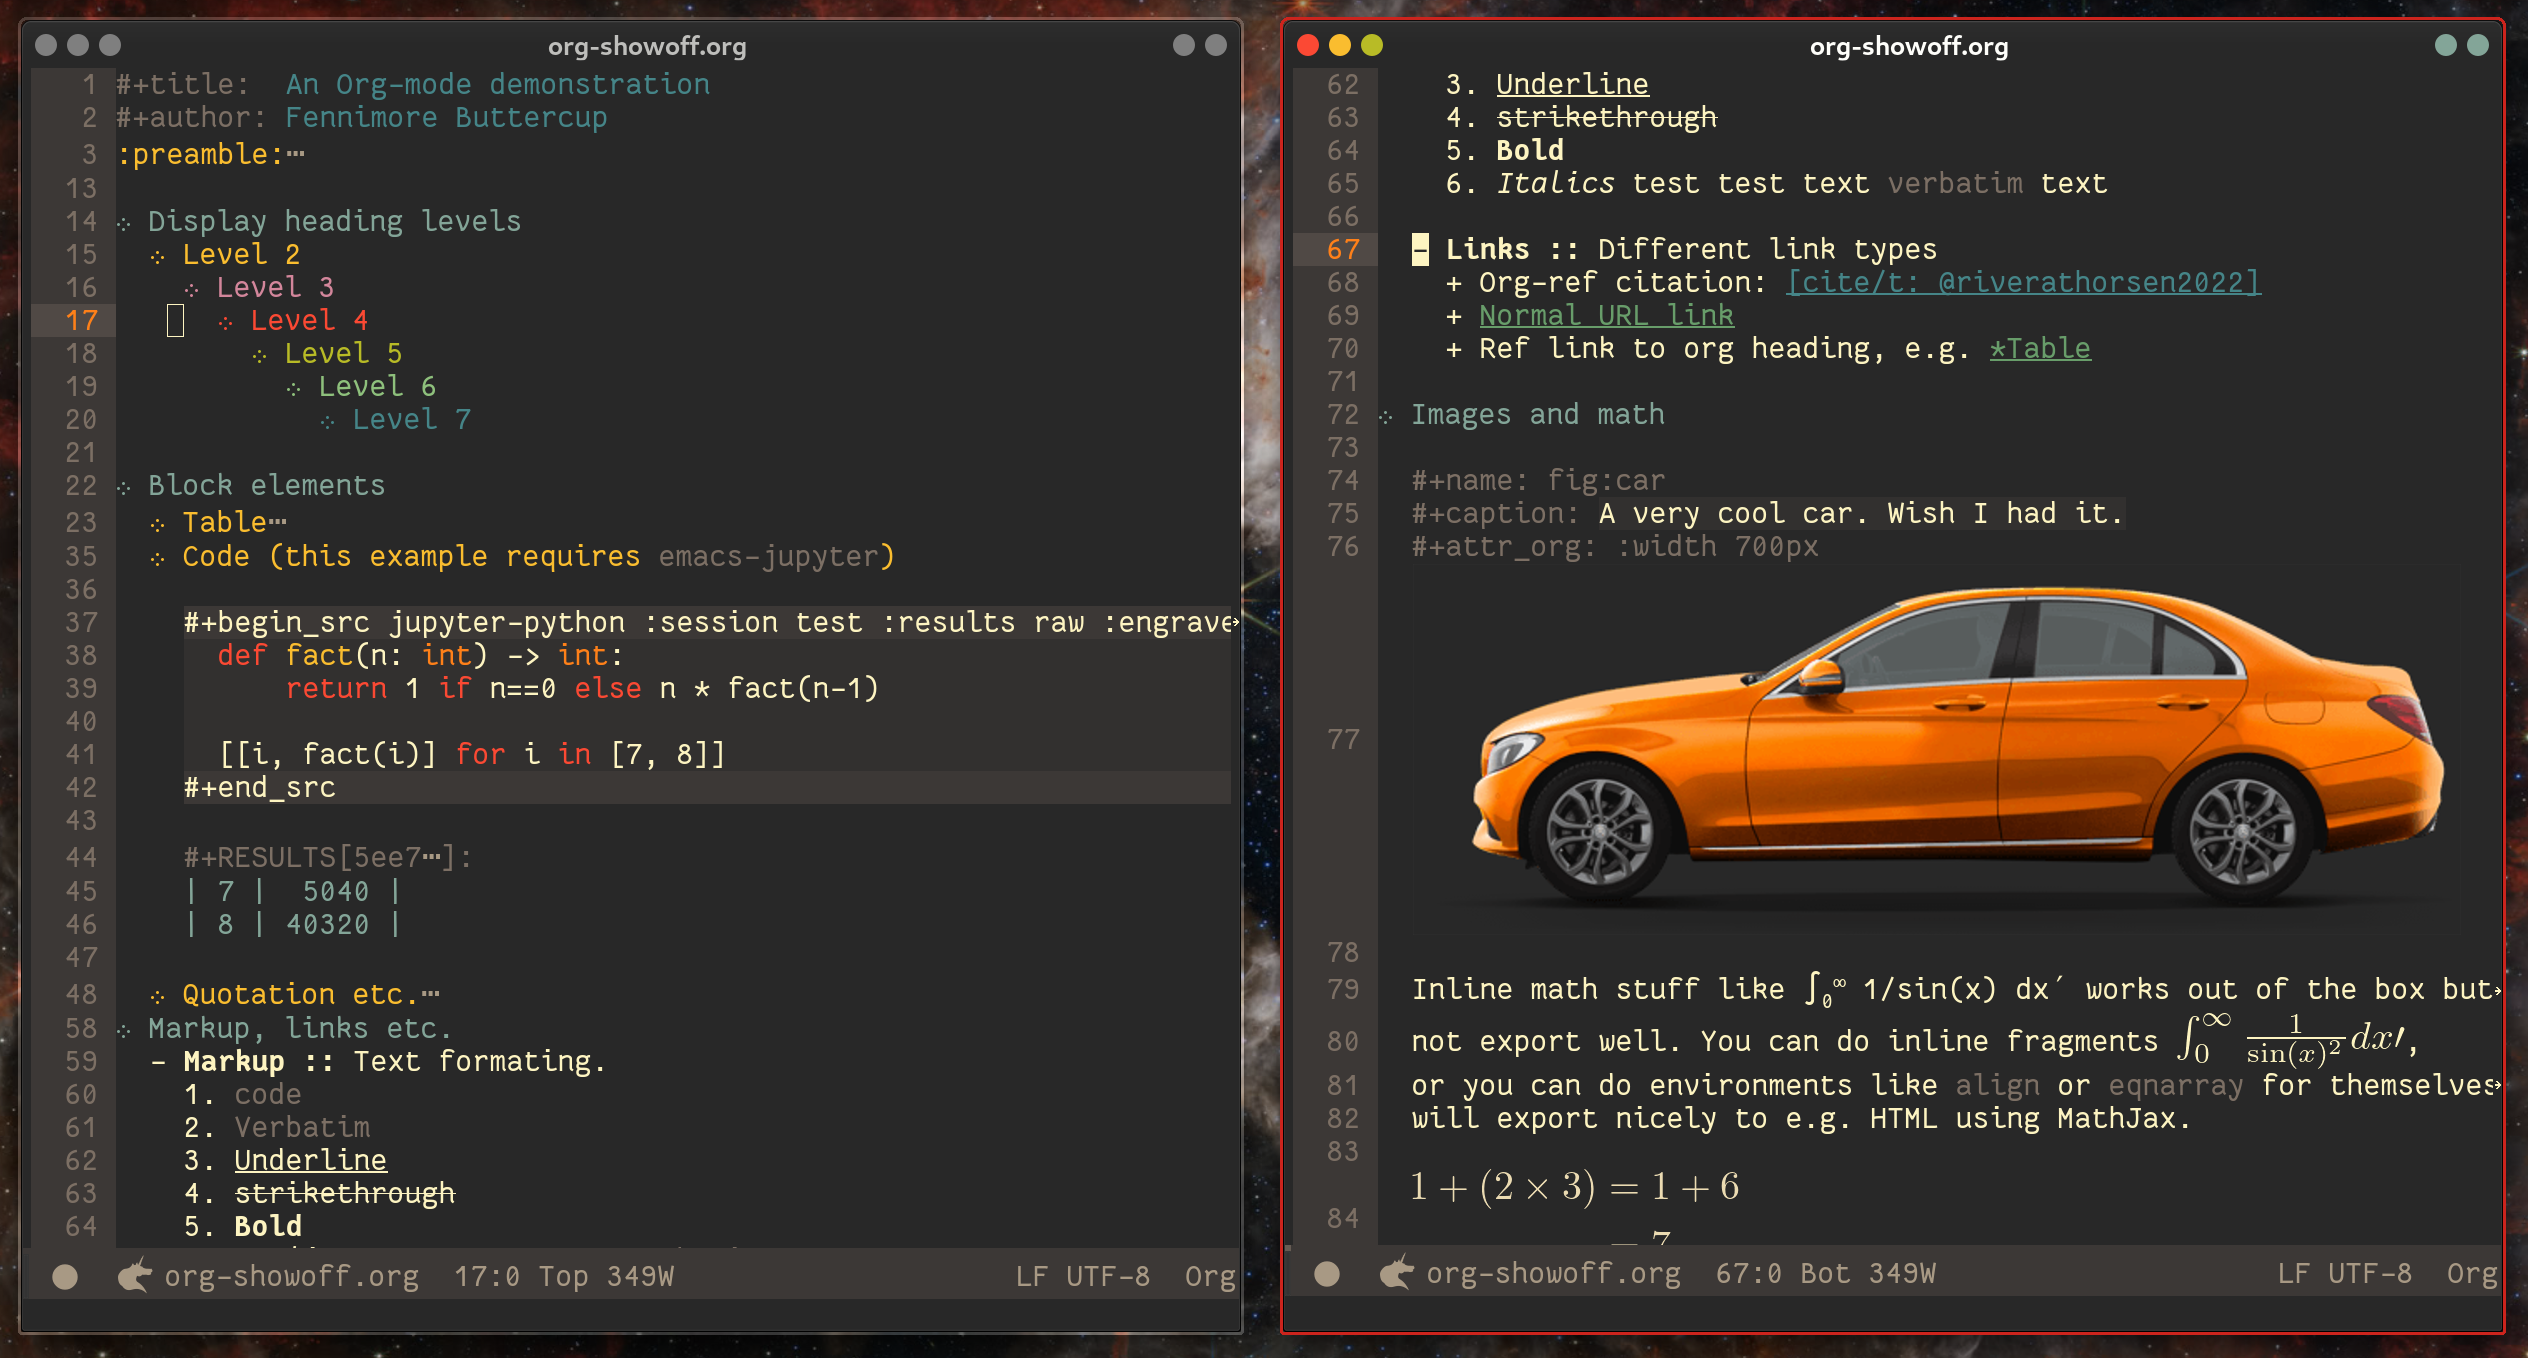 org-showoff.org
1 #+title:  An Org-mode demonstration
2 #+author: Fennimore Buttercup
3 :preamble:…
13
14 Display heading levels
15 Level 2
16 Level 3
17 Level 4
18 Level 5
19 Level 6
20 Level 7
21
22 Block elements
23 Table…
35 Code (this example requires emacs-jupyter)
36
37 #+begin_src jupyter-python :session test :results raw :engrave
38 def fact(n: int) -> int:
39 return 1 if n==0 else n * fact(n-1)
40
41 [[i, fact(i)] for i in [7, 8]]
42 #+end_src
43
44 #+RESULTS[5ee7…]:
45 | 7 |  5040 |
46 | 8 | 40320 |
47
48 Quotation etc.…
58 Markup, links etc.
59 - Markup :: Text formating.
60 1. code
61 2. Verbatim
62 3. Underline
63 4. strikethrough
64 5. Bold
org-showoff.org  17:0 Top 349W  LF UTF-8  Org
org-showoff.org
62 3. Underline
63 4. strikethrough
64 5. Bold
65 6. Italics test test text verbatim text
66
67 - Links :: Different link types
68 + Org-ref citation: [cite/t: @riverathorsen2022]
69 + Normal URL link
70 + Ref link to org heading, e.g. *Table
71
72 Images and math
73
74 #+name: fig:car
75 #+caption: A very cool car. Wish I had it.
76 #+attr_org: :width 700px
77
78
79 Inline math stuff like ∫₀^∞ 1/sin(x) dx′ works out of the box but
80 not export well. You can do inline fragments ∫₀^∞ 1/sin(x)² dx′,
81 or you can do environments like align or eqnarray for themselves
82 will export nicely to e.g. HTML using MathJax.
83
1 + (2 × 3) = 1 + 6
84
= 7
org-showoff.org  67:0 Bot 349W  LF UTF-8  Org